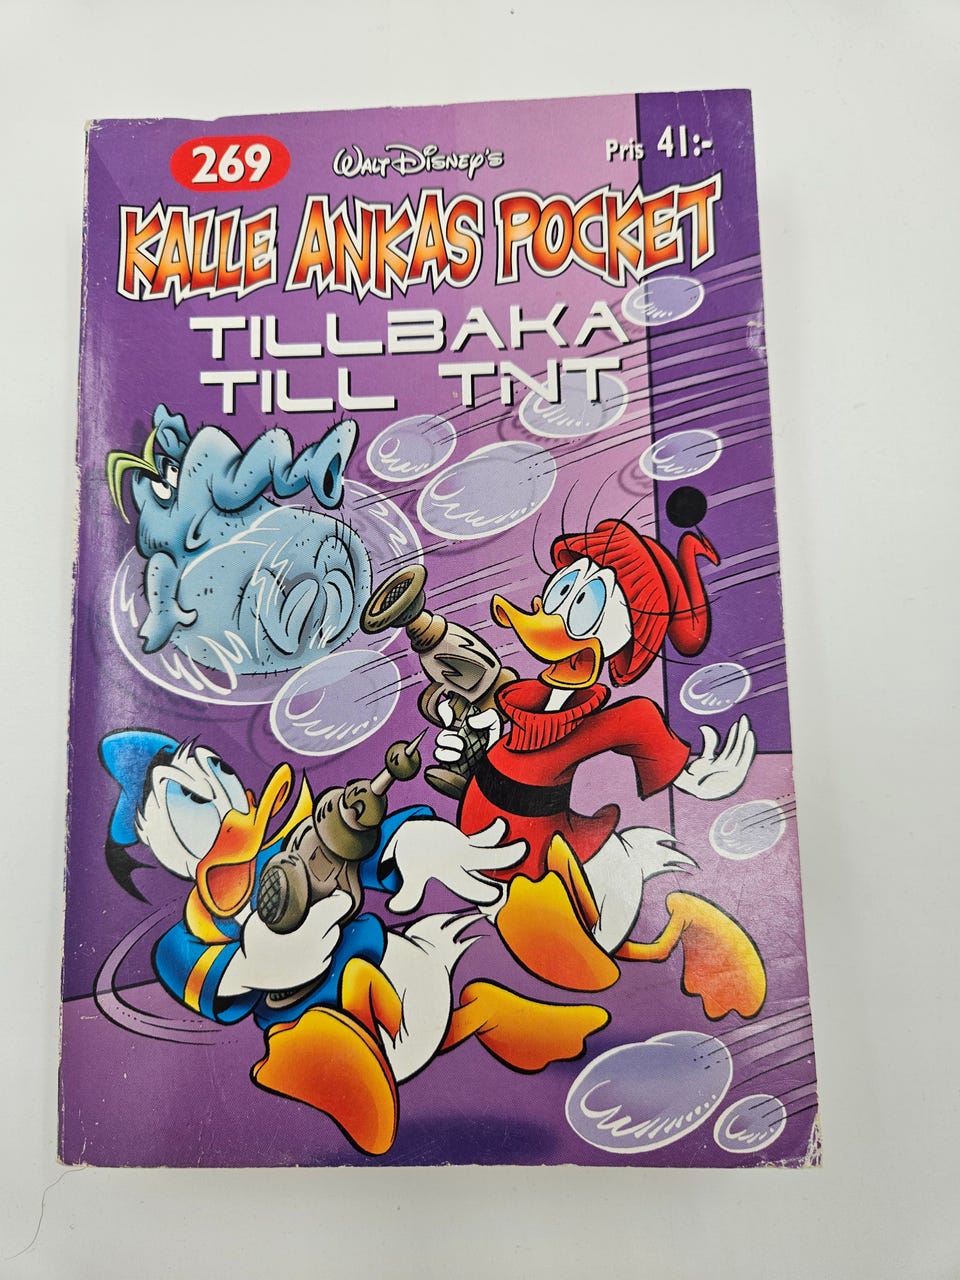 269 Walt Disney's Pris 41:-
KALLE ANKAS POCKET
TILLBAKA
TILL TNT